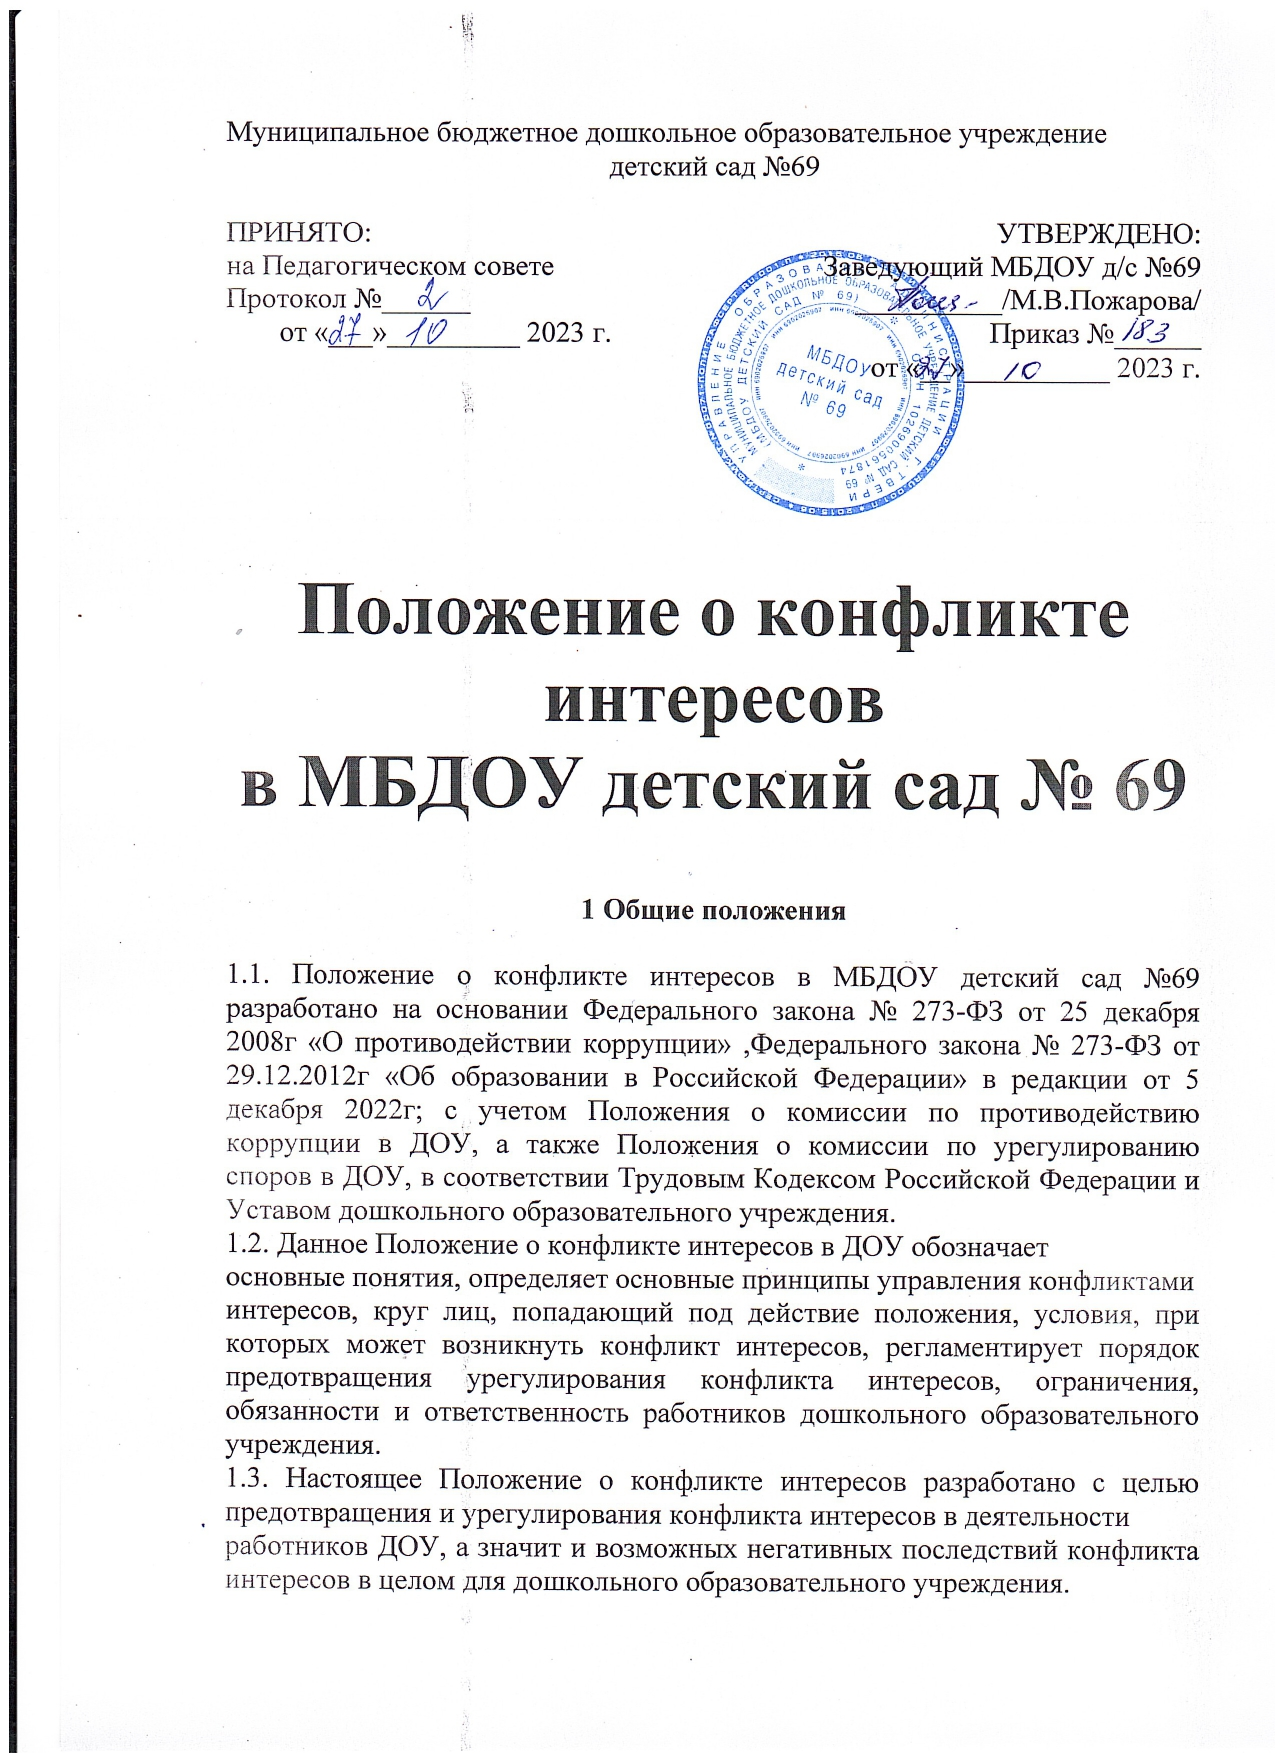 Муниципальное бюджетное дошкольное образовательное учреждение
детский сад №69
ПРИНЯТО:
на Педагогическом совете
Протокол № 2
от «27» 10 2023 г.
УТВЕРЖДЕНО:
Заведующий МБДОУ д/с №69
/М.В.Пожарова/
Приказ № 183
от «27» 10 2023 г.
МБДОУ
детский сад
№ 69
Положение о конфликте
интересов
в МБДОУ детский сад № 69
1 Общие положения
1.1. Положение о конфликте интересов в МБДОУ детский сад №69
разработано на основании Федерального закона № 273-ФЗ от 25 декабря
2008г «О противодействии коррупции» ,Федерального закона № 273-ФЗ от
29.12.2012г «Об образовании в Российской Федерации» в редакции от 5
декабря 2022г; с учетом Положения о комиссии по противодействию
коррупции в ДОУ, а также Положения о комиссии по урегулированию
споров в ДОУ, в соответствии Трудовым Кодексом Российской Федерации и
Уставом дошкольного образовательного учреждения.
1.2. Данное Положение о конфликте интересов в ДОУ обозначает
основные понятия, определяет основные принципы управления конфликтами
интересов, круг лиц, попадающий под действие положения, условия, при
которых может возникнуть конфликт интересов, регламентирует порядок
предотвращения урегулирования конфликта интересов, ограничения,
обязанности и ответственность работников дошкольного образовательного
учреждения.
1.3. Настоящее Положение о конфликте интересов разработано с целью
предотвращения и урегулирования конфликта интересов в деятельности
работников ДОУ, а значит и возможных негативных последствий конфликта
интересов в целом для дошкольного образовательного учреждения.